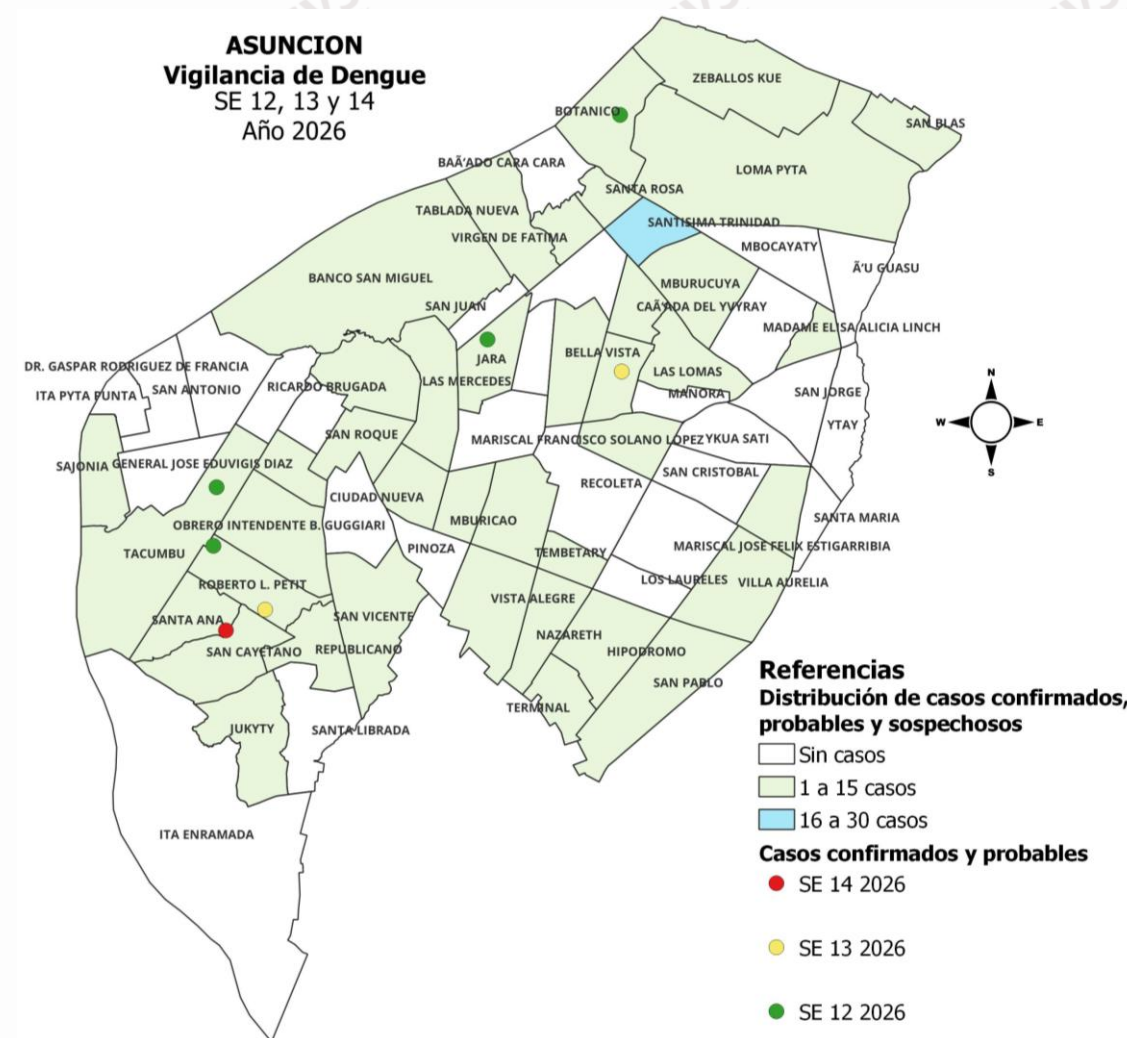 ASUNCION
Vigilancia de Dengue
SE 12, 13 y 14
Año 2026
ZEBALLOS KUE
BOTANICO
SAN BLAS
BAÃ'ADO CARA CARA
LOMA PYTA
SANTA ROSA
TABLADA NUEVA
SANTISIMA TRINIDAD
VIRGEN DE FATIMA
MBOCAYATY
Ã'U GUASU
BANCO SAN MIGUEL
MBURUCUYA
SAN JUAN
CAÃ'ADA DEL YVYRAY
MADAME ELISA ALICIA LINCH
JARA
BELLA VISTA
DR. GASPAR RODRIGUEZ DE FRANCIA
LAS LOMAS
ITA PYTA PUNTA
SAN ANTONIO
RICARDO BRUGADA
LAS MERCEDES
MAÑORA
SAN JORGE
YTAY
SAN ROQUE
MARISCAL FRANCISCO SOLANO LOPEZ
YKUA SATI
SAJONIA
GENERAL JOSE EDUVIGIS DIAZ
RECOLETA
SAN CRISTOBAL
CIUDAD NUEVA
SANTA MARIA
OBRERO INTENDENTE B. GUGGIARI
MBURICAO
TACUMBU
PINOZA
TEMBETARY
MARISCAL JOSE FELIX ESTIGARRIBIA
ROBERTO L. PETIT
LOS LAURELES
VILLA AURELIA
VISTA ALEGRE
SANTA ANA
SAN VICENTE
NAZARETH
SAN CAYETANO
REPUBLICANO
HIPODROMO
SAN PABLO
TERMINAL
JUKYTY
SANTA LIBRADA
ITA ENRAMADA
N
W
E
S
Referencias
Distribución de casos confirmados,
probables y sospechosos
Sin casos
1 a 15 casos
16 a 30 casos
Casos confirmados y probables
SE 14 2026
SE 13 2026
SE 12 2026